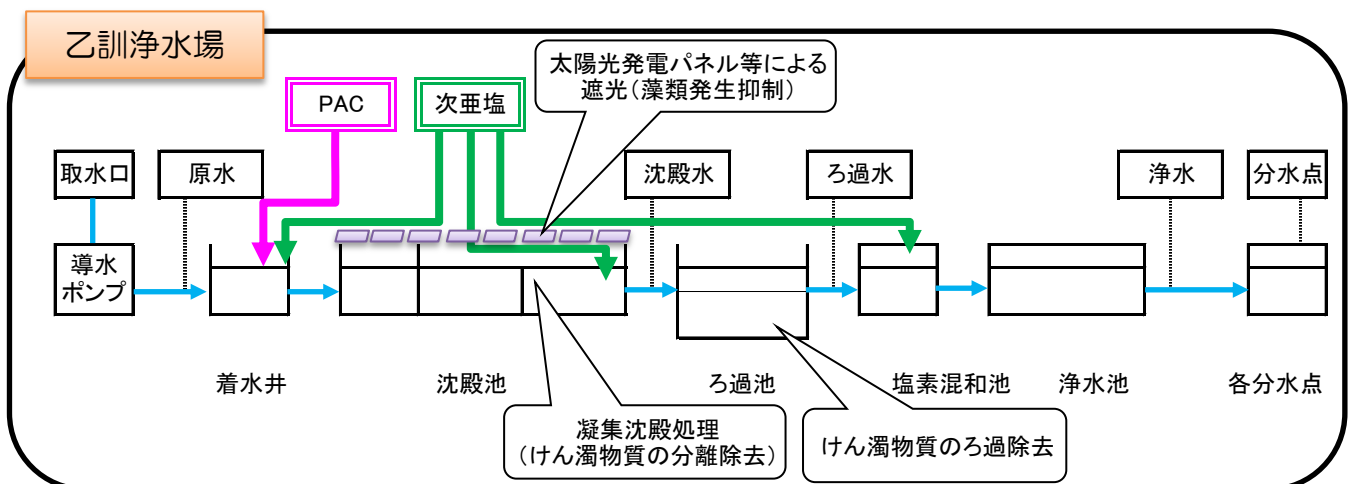 乙訓浄水場
太陽光発電パネル等による
遮光（藻類発生抑制）
PAC
次亜塩
取水口
原水
沈殿水
ろ過水
浄水
分水点
導水
ポンプ
着水井
沈殿池
ろ過池
塩素混和池
浄水池
各分水点
凝集沈殿処理
（けん濁物質の分離除去）
けん濁物質のろ過除去